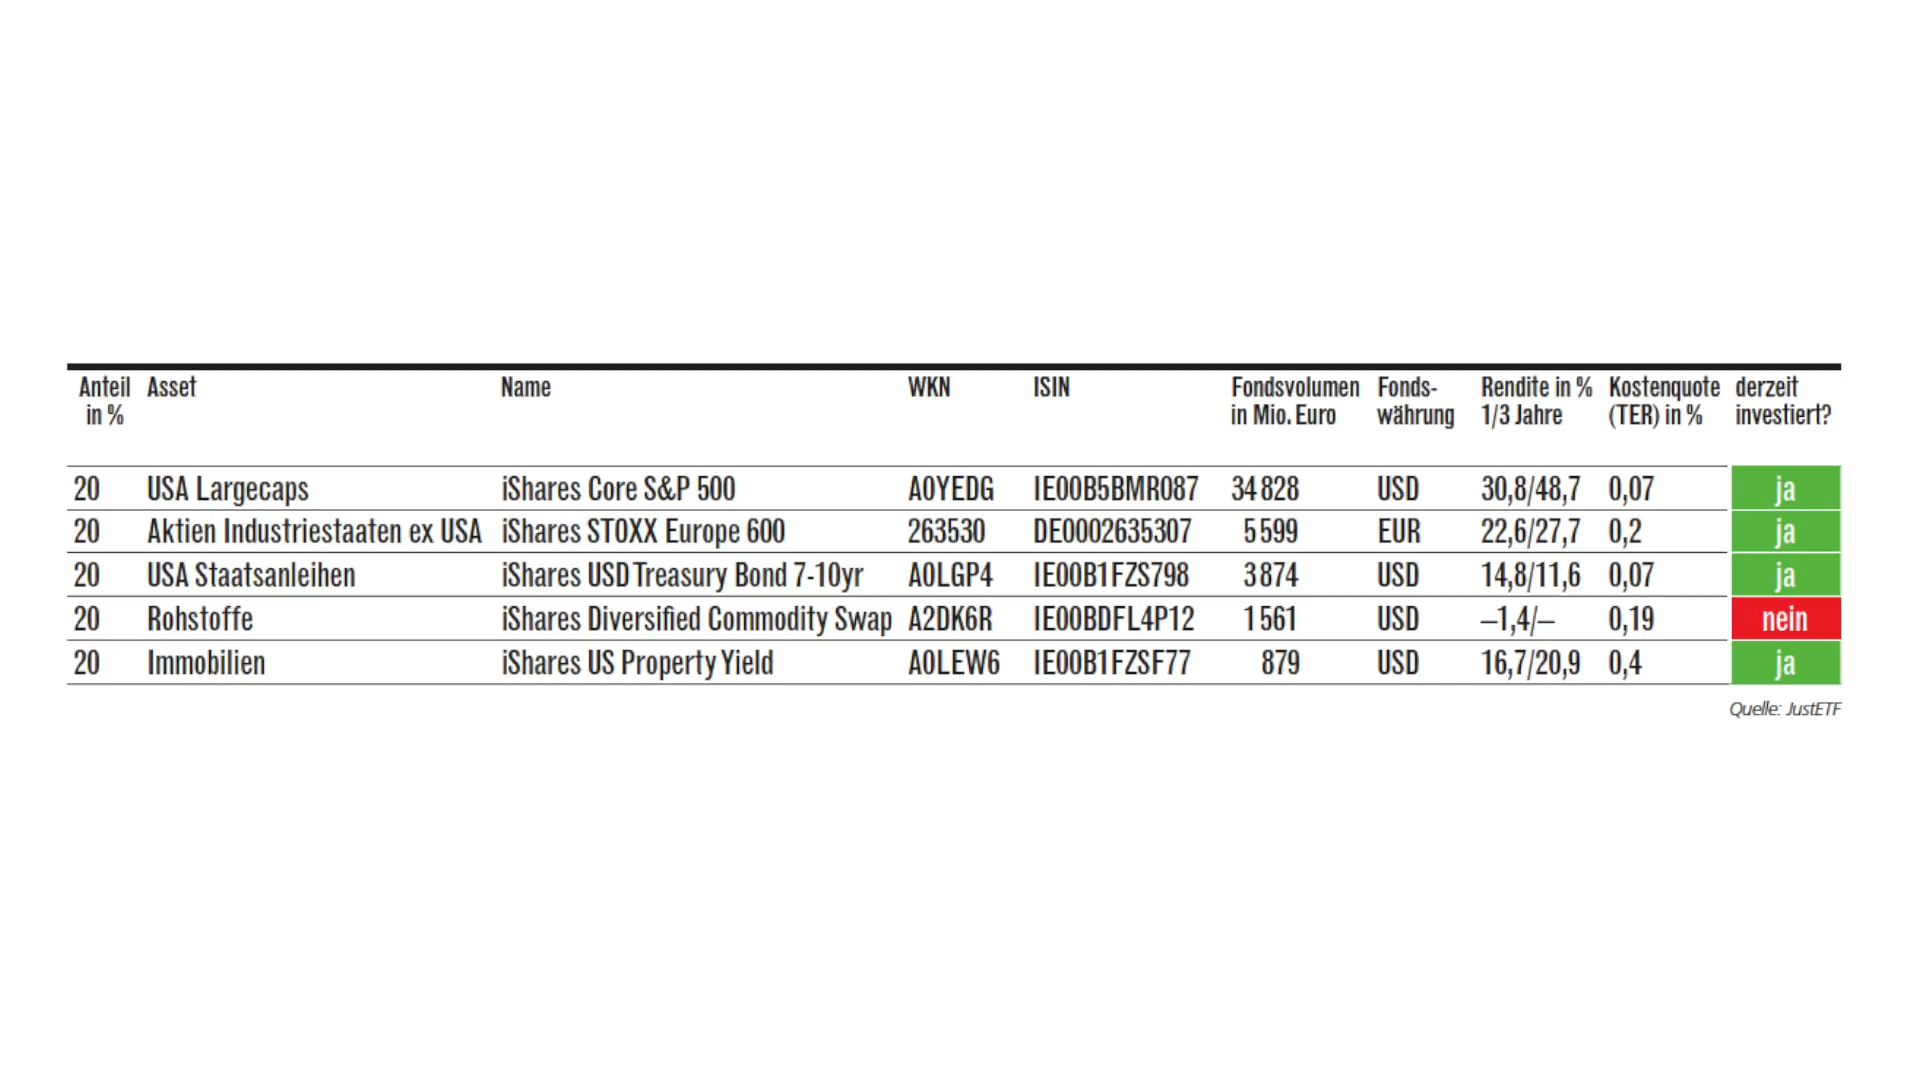 Anteil in % Asset Name WKN ISIN Fondsvolumen in Mio. Euro Fonds-währung Rendite in % 1/3 Jahre Kostenquote (TER) in % derzeit investiert?
20 USA Largecaps iShares Core S&P 500 A0YEDG IE00B5BMR087 34 828 USD 30,8/48,7 0,07 ja
20 Aktien Industriestaaten ex USA iShares STOXX Europe 600 263530 DE0002635307 5 599 EUR 22,6/27,7 0,2 ja
20 USA Staatsanleihen iShares USD Treasury Bond 7-10yr A0LGP4 IE00B1FZS798 3 874 USD 14,8/11,6 0,07 ja
20 Rohstoffe iShares Diversified Commodity Swap A2DK6R IE00BDFL4P12 1 561 USD –1,4/– 0,19 nein
20 Immobilien iShares US Property Yield A0LEW6 IE00B1FZSF77 879 USD 16,7/20,9 0,4 ja
Quelle: JustETF